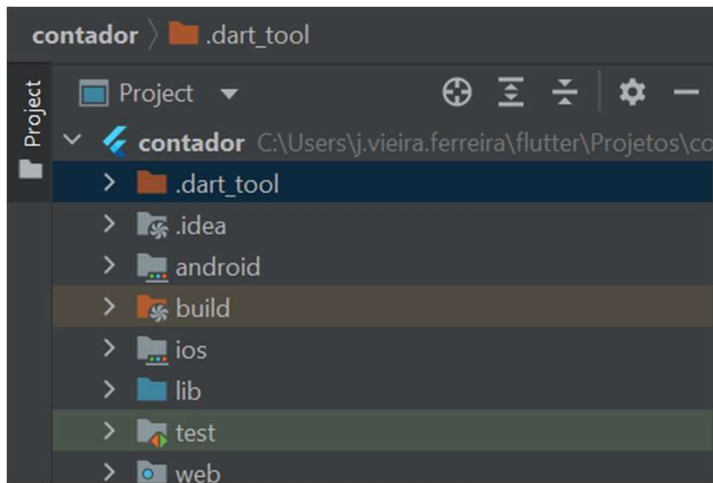 contador 〉 .dart_tool
Project
Project
contador C:\Users\j.vieira.ferreira\flutter\Projetos\co
.dart_tool
.idea
android
build
ios
lib
test
web